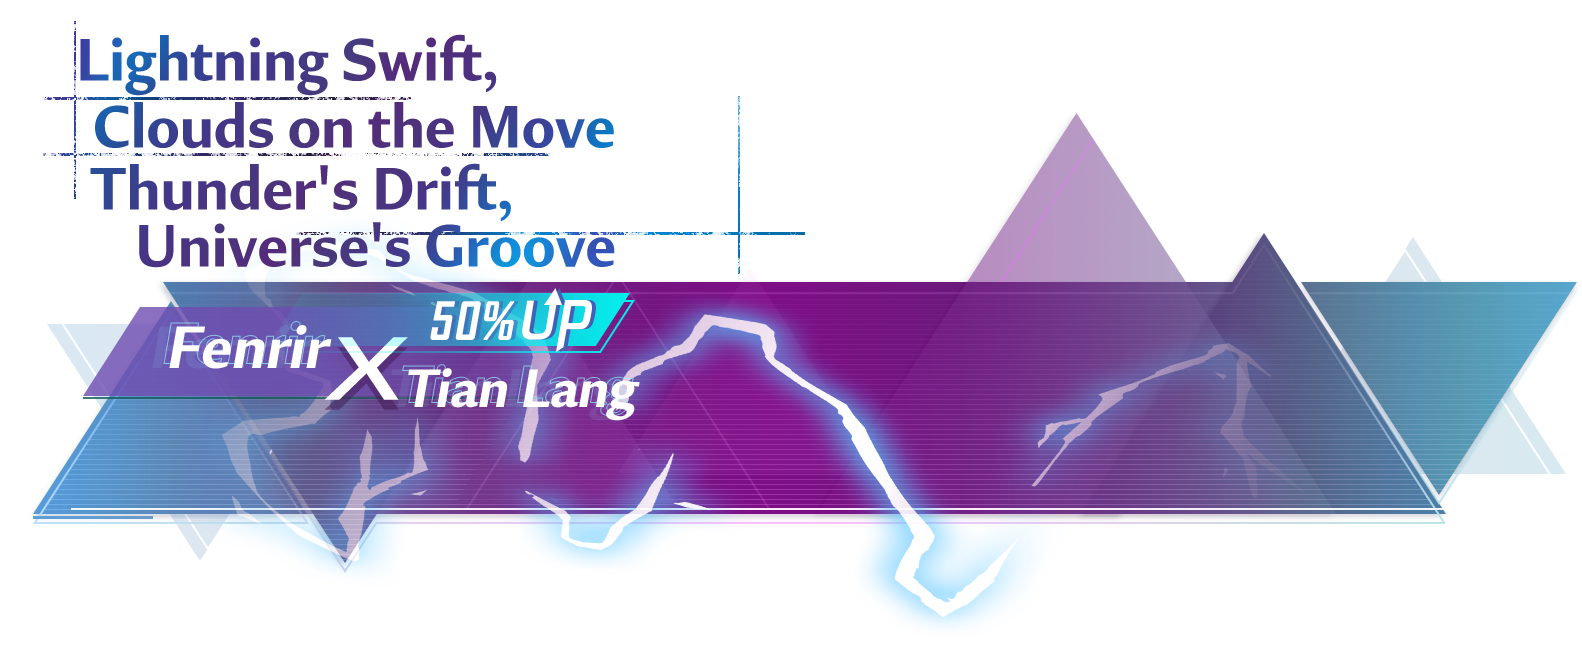 Lightning Swift,
Clouds on the Move
Thunder's Drift,
Universe's Groove
50% UP
Fenrir X Tian Lang